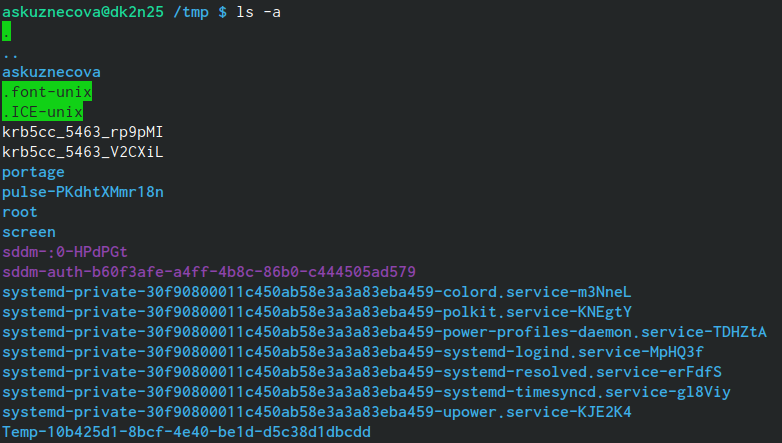 askuznecova@dk2n25 /tmp $ ls -a
.
..
askuznecova
.font-unix
.ICE-unix
krb5cc_5463_rp9pMI
krb5cc_5463_V2CXiL
portage
pulse-PKdhtXMmr18n
root
screen
sddm-:0-HPdPGt
sddm-auth-b60f3afe-a4ff-4b8c-86b0-c444505ad579
systemd-private-30f90800011c450ab58e3a3a83eba459-colord.service-m3NneL
systemd-private-30f90800011c450ab58e3a3a83eba459-polkit.service-KNEgtY
systemd-private-30f90800011c450ab58e3a3a83eba459-power-profiles-daemon.service-TDHZtA
systemd-private-30f90800011c450ab58e3a3a83eba459-systemd-logind.service-MpHQ3f
systemd-private-30f90800011c450ab58e3a3a83eba459-systemd-resolved.service-erFdfS
systemd-private-30f90800011c450ab58e3a3a83eba459-systemd-timesyncd.service-gl8Viy
systemd-private-30f90800011c450ab58e3a3a83eba459-upower.service-KJE2K4
Temp-10b425d1-8bcf-4e40-be1d-d5c38d1dbcdd